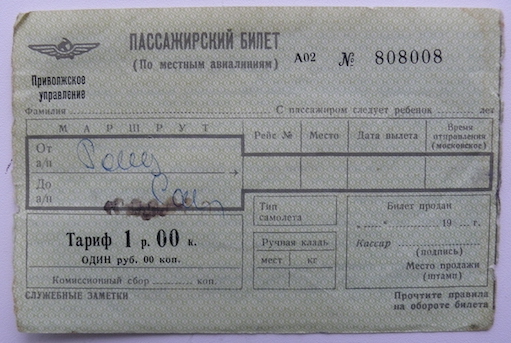 ПАССАЖИРСКИЙ БИЛЕТ
(По местным авиалиниям)
А02 № 808008
Приволжское
управление
Фамилия
С пассажиром следует ребенок лет
МАРШРУТ
Рейс № Место Дата вылета Время отправления (московское)
От
а/п
До
а/п
Тариф 1 р. 00 к.
ОДИН руб. 00 коп.
Комиссионный сбор коп.
СЛУЖЕБНЫЕ ЗАМЕТКИ
Тип
самолета
Ручная кладь
мест кг
Билет продан
„ “ 19 г.
Кассир
(подпись)
Место продажи
(штамп)
Прочтите правила
на обороте билета